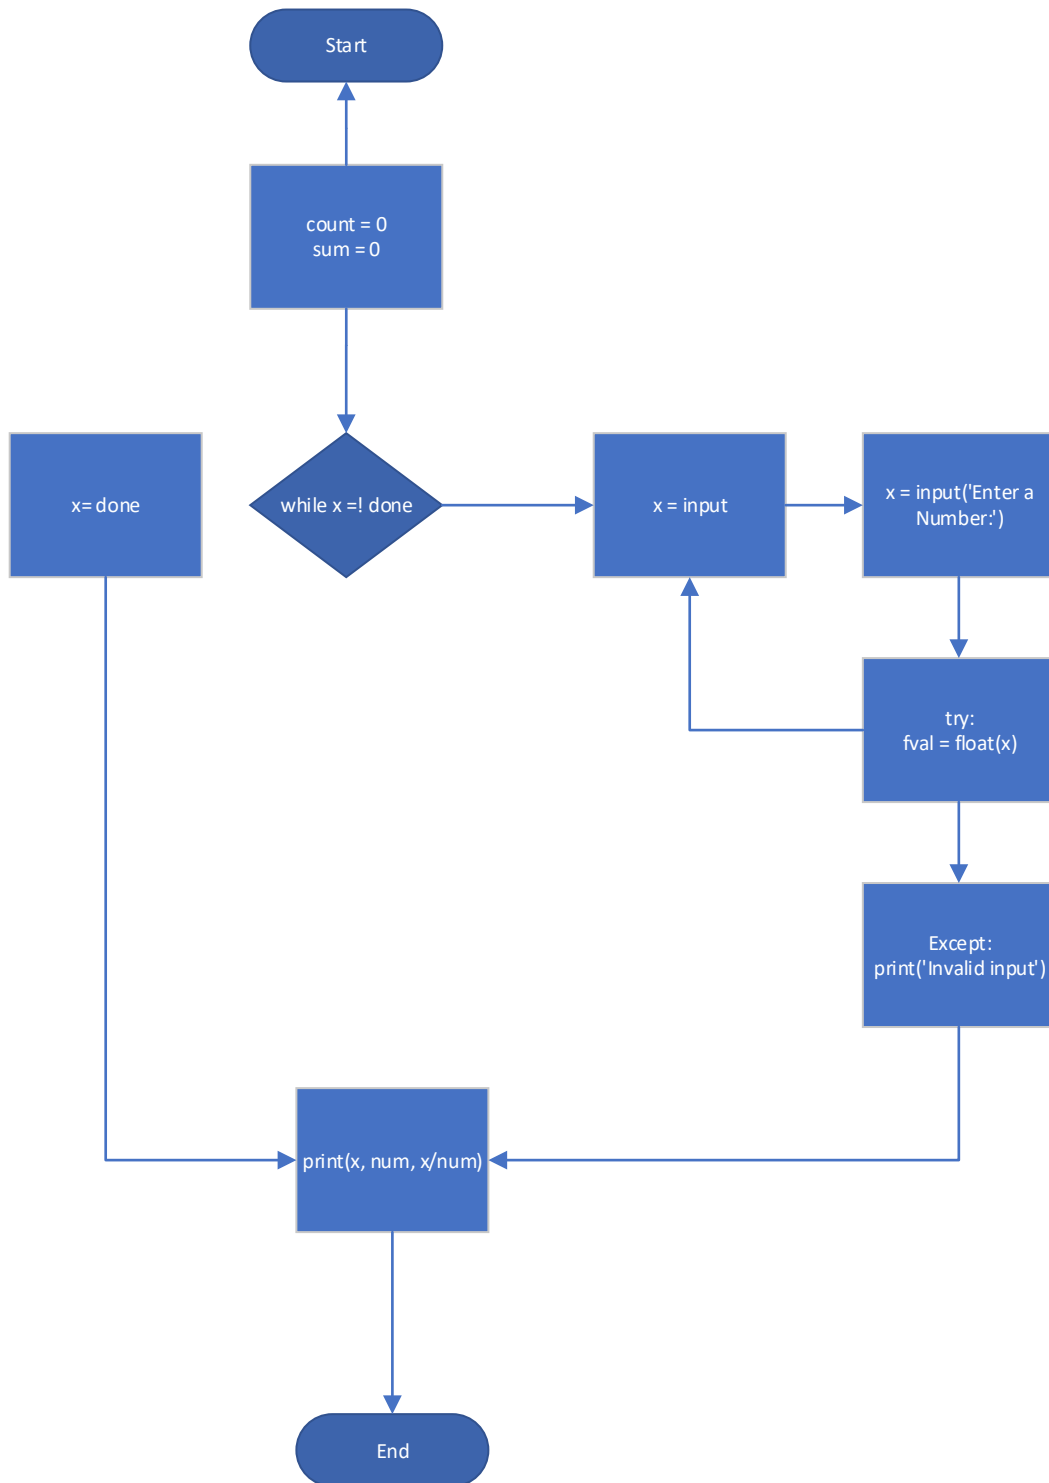 Start
count = 0
sum = 0
x= done
while x =! done
x = input
x = input('Enter a
Number:')
try:
fval = float(x)
Except:
print('Invalid input')
print(x, num, x/num)
End